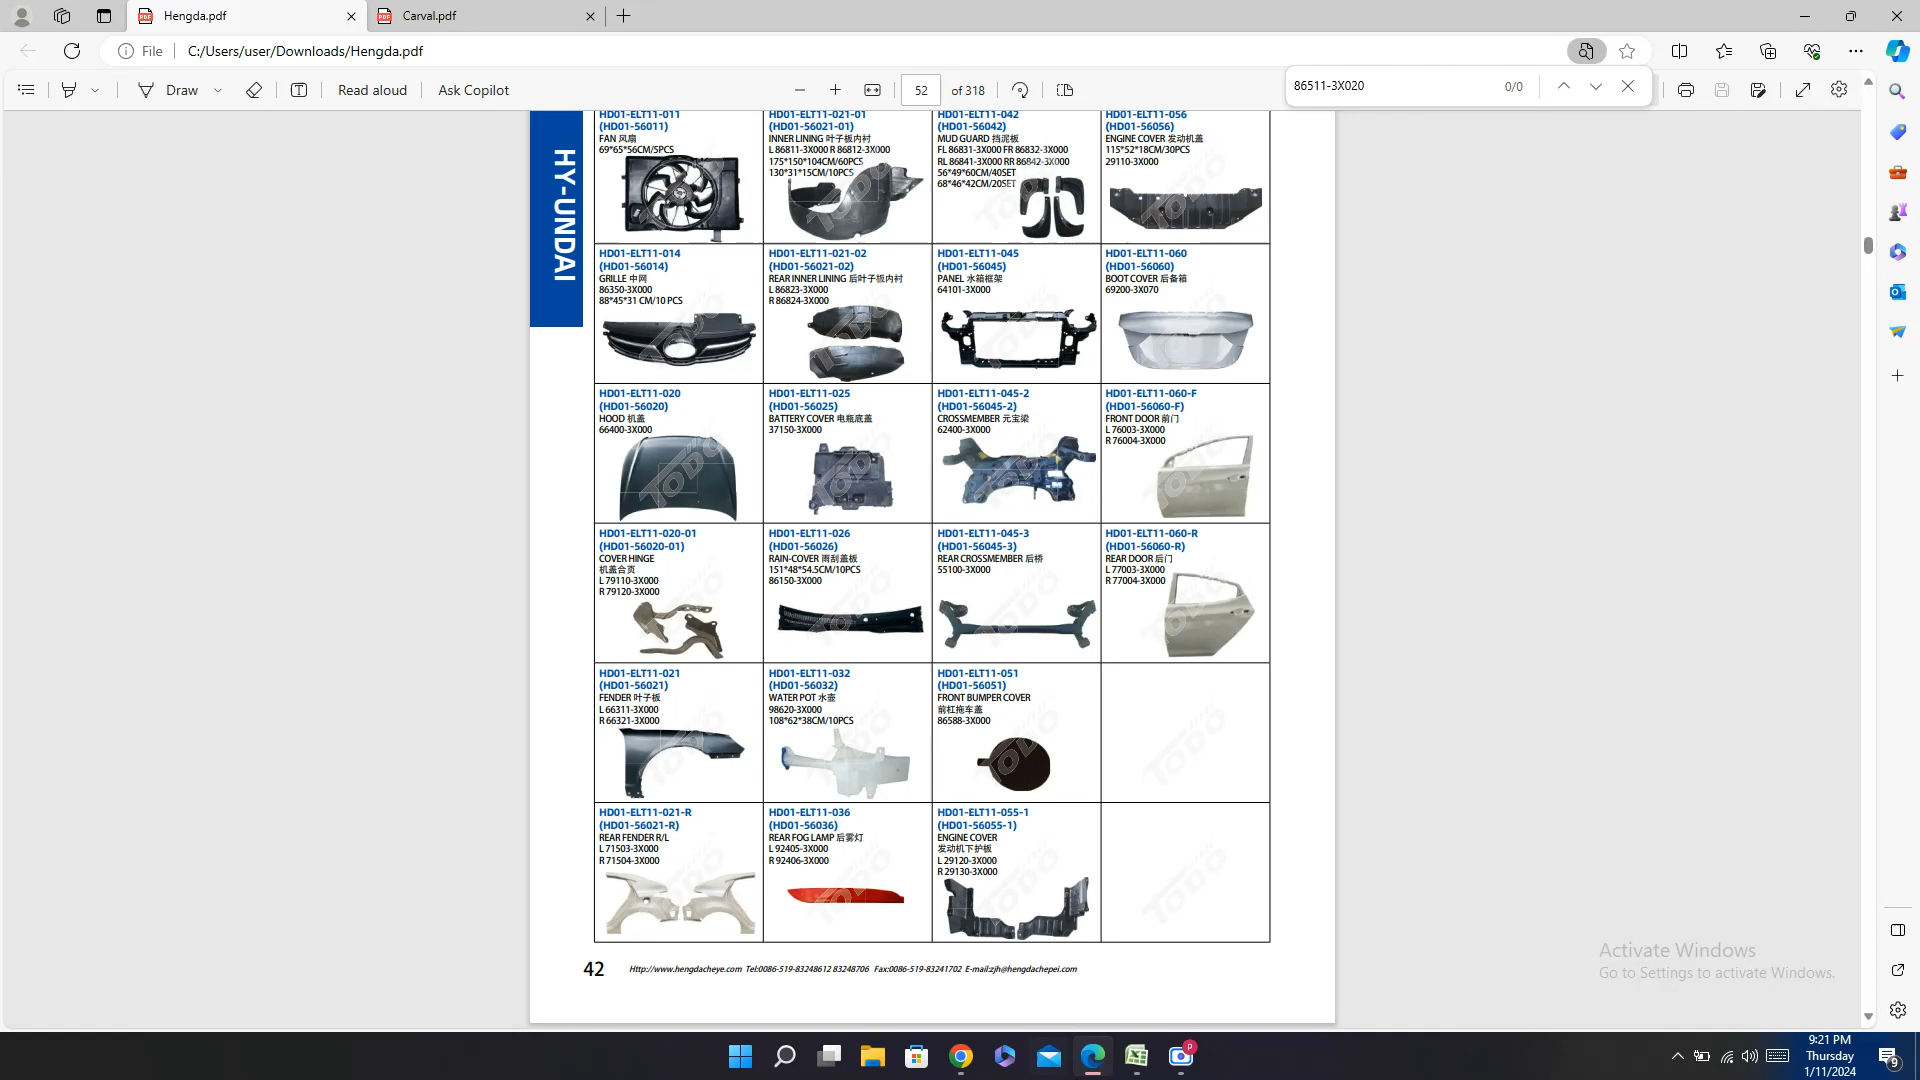 Hengda.pdf
Carval.pdf
File
C:/Users/user/Downloads/Hengda.pdf
Draw
Read aloud
Ask Copilot
52
of 318
86511-3X020
0/0
HY-UNDAI
HD01-ELT11-011
(HD01-56011)
FAN 风扇
69*65*56CM/5PCS
HD01-ELT11-021-01
(HD01-56021-01)
INNER LINING 叶子板内衬
L 86811-3X000 R 86812-3X000
175*150*104CM/60PCS
130*31*15CM/10PCS
HD01-ELT11-042
(HD01-56042)
MUD GUARD 挡泥板
FL 86831-3X000 FR 86832-3X000
RL 86841-3X000 RR 86842-3X000
56*49*60CM/40SET
68*46*42CM/20SET
HD01-ELT11-056
(HD01-56056)
ENGINE COVER 发动机盖
115*52*18CM/30PCS
29110-3X000
HD01-ELT11-014
(HD01-56014)
GRILLE 中网
86350-3X000
88*45*31 CM/10 PCS
HD01-ELT11-021-02
(HD01-56021-02)
REAR INNER LINING 后叶子板内衬
L 86823-3X000
R 86824-3X000
HD01-ELT11-045
(HD01-56045)
PANEL 水箱框架
64101-3X000
HD01-ELT11-060
(HD01-56060)
BOOT COVER 后备箱
69200-3X070
HD01-ELT11-020
(HD01-56020)
HOOD 机盖
66400-3X000
HD01-ELT11-025
(HD01-56025)
BATTERY COVER 电瓶底盖
37150-3X000
HD01-ELT11-045-2
(HD01-56045-2)
CROSSMEMBER 元宝梁
62400-3X000
HD01-ELT11-060-F
(HD01-56060-F)
FRONT DOOR 前门
L 76003-3X000
R 76004-3X000
HD01-ELT11-020-01
(HD01-56020-01)
COVER HINGE
机盖合页
L 79110-3X000
R 79120-3X000
HD01-ELT11-026
(HD01-56026)
RAIN-COVER 雨刮盖板
151*48*54.5CM/10PCS
86150-3X000
HD01-ELT11-045-3
(HD01-56045-3)
REAR CROSSMEMBER 后桥
55100-3X000
HD01-ELT11-060-R
(HD01-56060-R)
REAR DOOR 后门
L 77003-3X000
R 77004-3X000
HD01-ELT11-021
(HD01-56021)
FENDER 叶子板
L 66311-3X000
R 66321-3X000
HD01-ELT11-032
(HD01-56032)
WATER POT 水壶
98620-3X000
108*62*38CM/10PCS
HD01-ELT11-051
(HD01-56051)
FRONT BUMPER COVER
前杠拖车盖
86588-3X000
HD01-ELT11-021-R
(HD01-56021-R)
REAR FENDER R/L
L 71503-3X000
R 71504-3X000
HD01-ELT11-036
(HD01-56036)
REAR FOG LAMP 后雾灯
L 92405-3X000
R 92406-3X000
HD01-ELT11-055-1
(HD01-56055-1)
ENGINE COVER
发动机下护板
L 29120-3X000
R 29130-3X000
TODO
42
Http://www.hengdacheye.com Tel:0086-519-83248612 83248706 Fax:0086-519-83241702 E-mail:zjh@hengdachepei.com
Activate Windows
Go to Settings to activate Windows.
9:21 PM
Thursday
1/11/2024
9